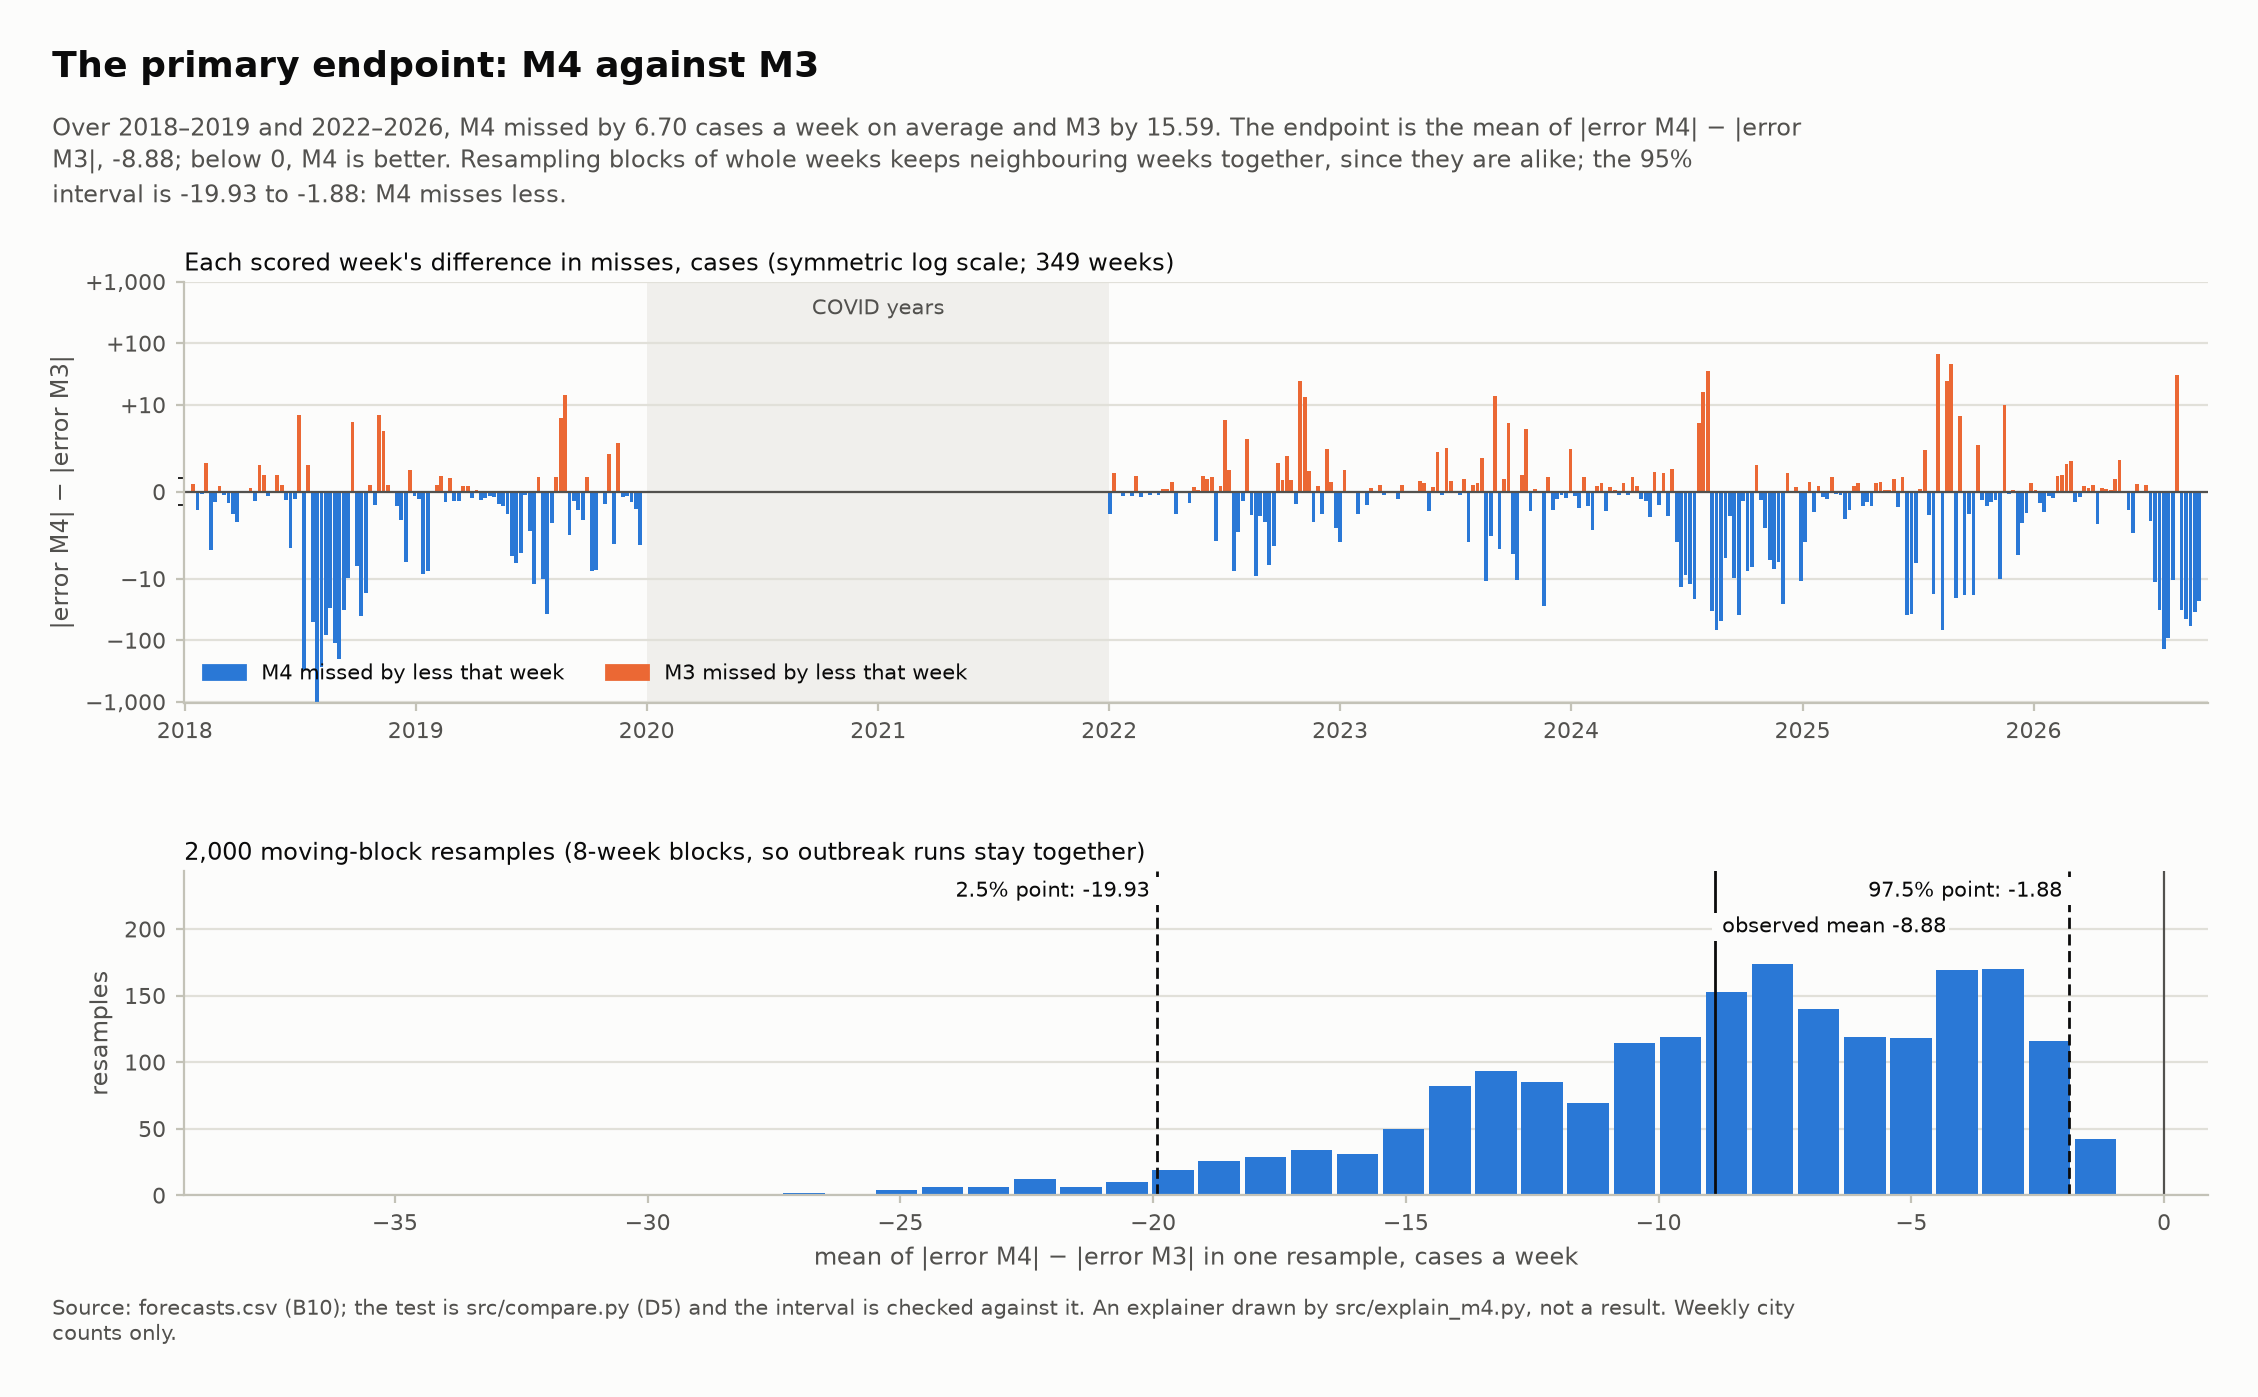 The primary endpoint: M4 against M3
Over 2018–2019 and 2022–2026, M4 missed by 6.70 cases a week on average and M3 by 15.59. The endpoint is the mean of |error M4| − |error
M3|, -8.88; below 0, M4 is better. Resampling blocks of whole weeks keeps neighbouring weeks together, since they are alike; the 95%
interval is -19.93 to -1.88: M4 misses less.
Each scored week's difference in misses, cases (symmetric log scale; 349 weeks)
|error M4| − |error M3|
+1,000
+100
+10
0
−10
−100
−1,000
COVID years
M4 missed by less that week
M3 missed by less that week
2018 2019 2020 2021 2022 2023 2024 2025 2026
2,000 moving-block resamples (8-week blocks, so outbreak runs stay together)
2.5% point: -19.93
97.5% point: -1.88
observed mean -8.88
resamples
200
150
100
50
0
−35 −30 −25 −20 −15 −10 −5 0
mean of |error M4| − |error M3| in one resample, cases a week
Source: forecasts.csv (B10); the test is src/compare.py (D5) and the interval is checked against it. An explainer drawn by src/explain_m4.py, not a result. Weekly city
counts only.